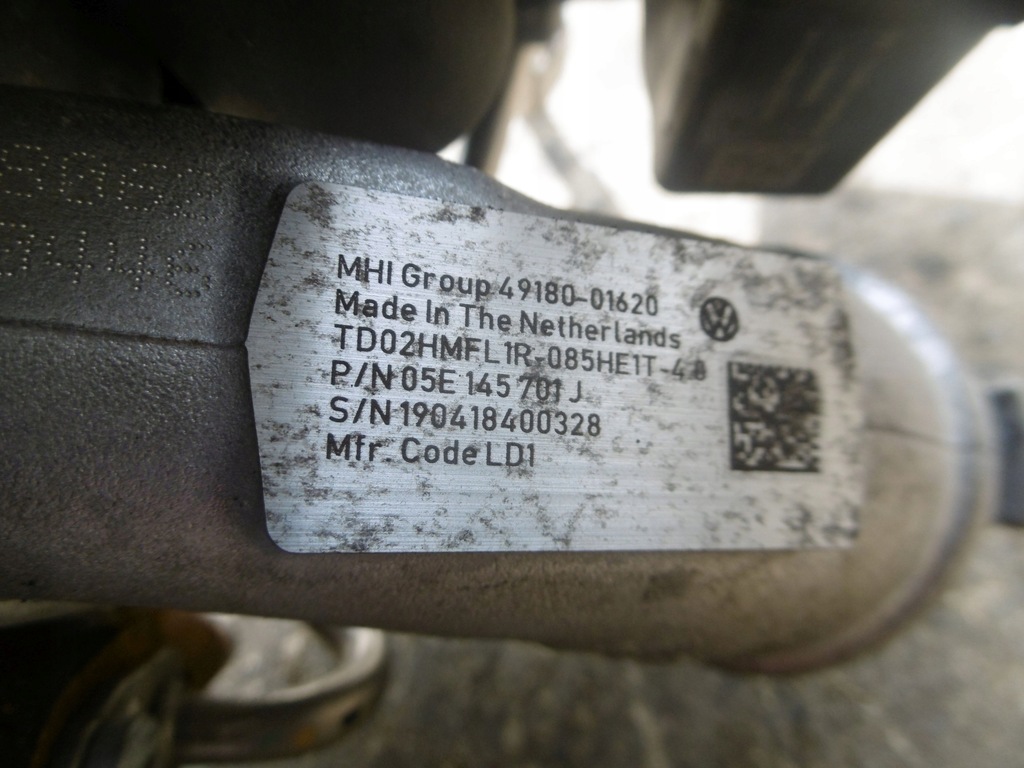 MHI Group 49180-01620
Made In The Netherlands
TD02HMFL1R-085HE1T-4.8
P/N 05E 145 701 J
S/N 190418400328
Mfr. Code LD1